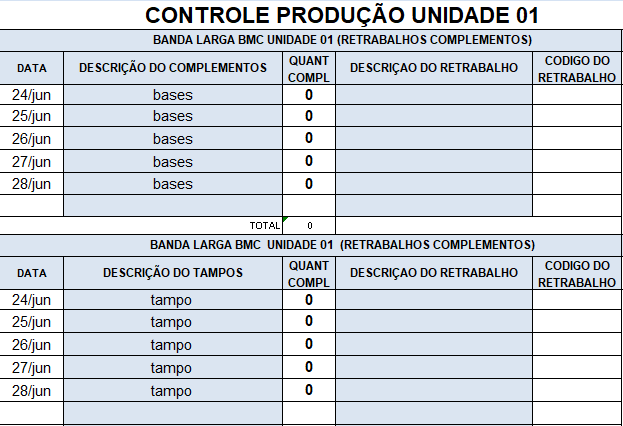 CONTROLE PRODUÇÃO UNIDADE 01
BANDA LARGA BMC UNIDADE 01 (RETRABALHOS COMPLEMENTOS)
DATA DESCRIÇÃO DO COMPLEMENTOS QUANT COMPL DESCRIÇAO DO RETRABALHO CODIGO DO RETRABALHO
24/jun bases 0
25/jun bases 0
26/jun bases 0
27/jun bases 0
28/jun bases 0
TOTAL 0
BANDA LARGA BMC UNIDADE 01 (RETRABALHOS COMPLEMENTOS)
DATA DESCRIÇÃO DO TAMPOS QUANT COMPL DESCRIÇAO DO RETRABALHO CODIGO DO RETRABALHO
24/jun tampo 0
25/jun tampo 0
26/jun tampo 0
27/jun tampo 0
28/jun tampo 0